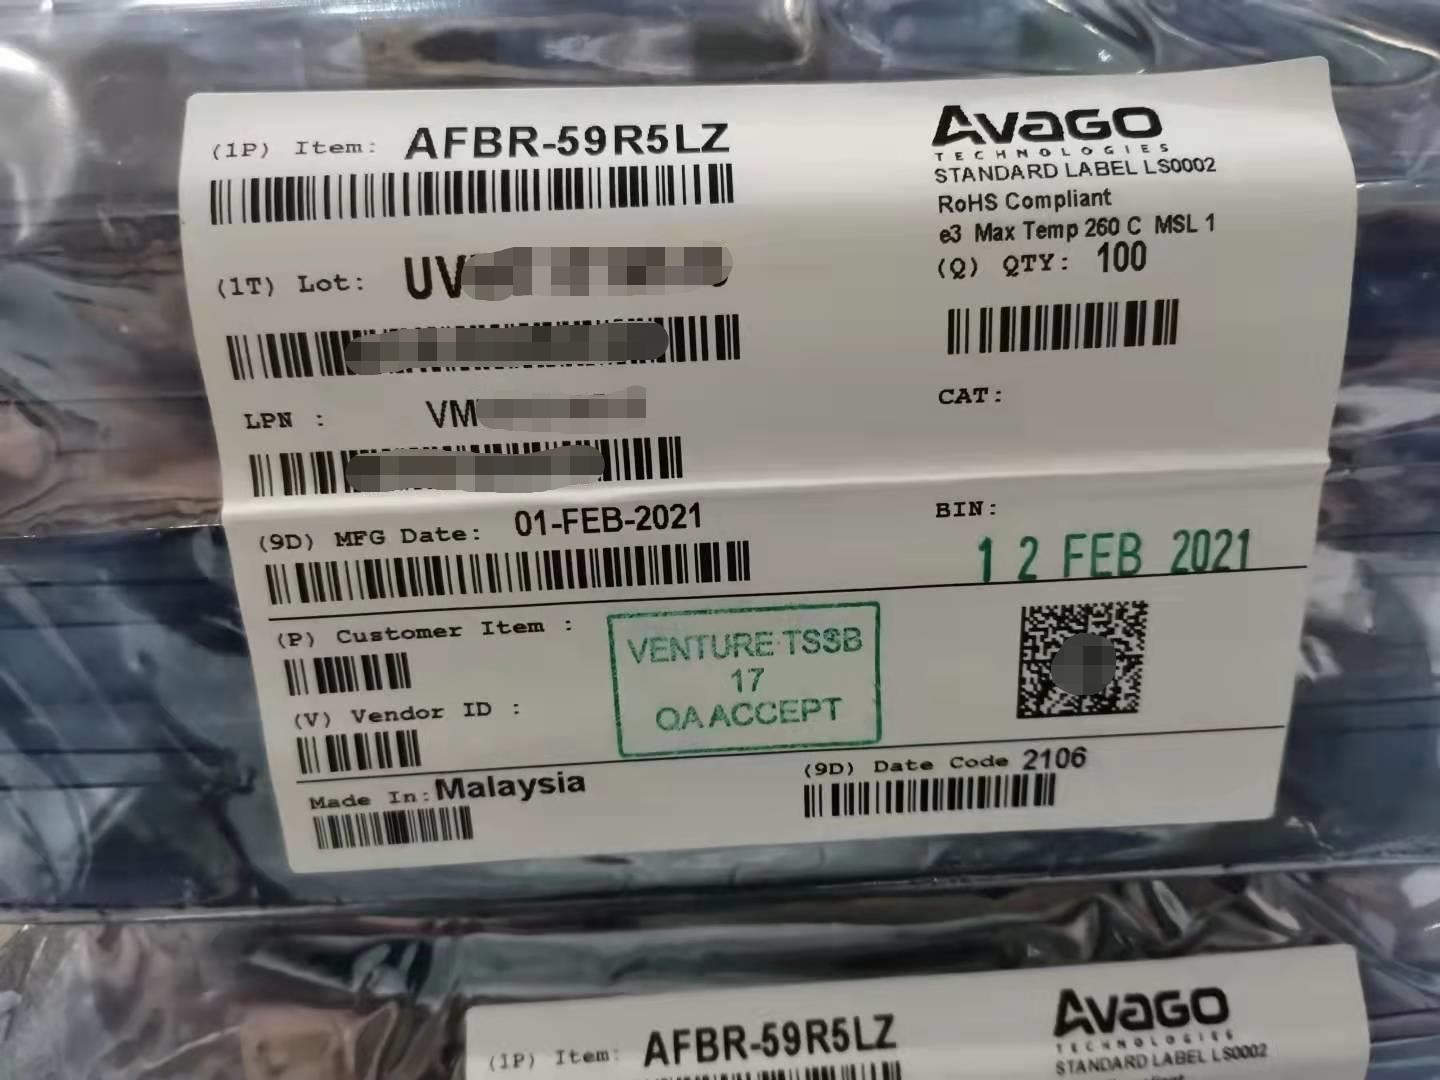 (1P) Item: AFBR-59R5LZ
AVAGO
TECHNOLOGIES
STANDARD LABEL LS0002
RoHS Compliant
e3 Max Temp 260 C MSL 1
(Q) QTY: 100
(1T) Lot: UV
LPN : VM
CAT:
(9D) MFG Date: 01-FEB-2021
BIN:
12 FEB 2021
(P) Customer Item :
VENTURE TSSB
17
QA ACCEPT
(V) Vendor ID :
Made In: Malaysia
(9D) Date Code 2106
(1P) Item: AFBR-59R5LZ
AVAGO
TECHNOLOGIES
STANDARD LABEL LS0002